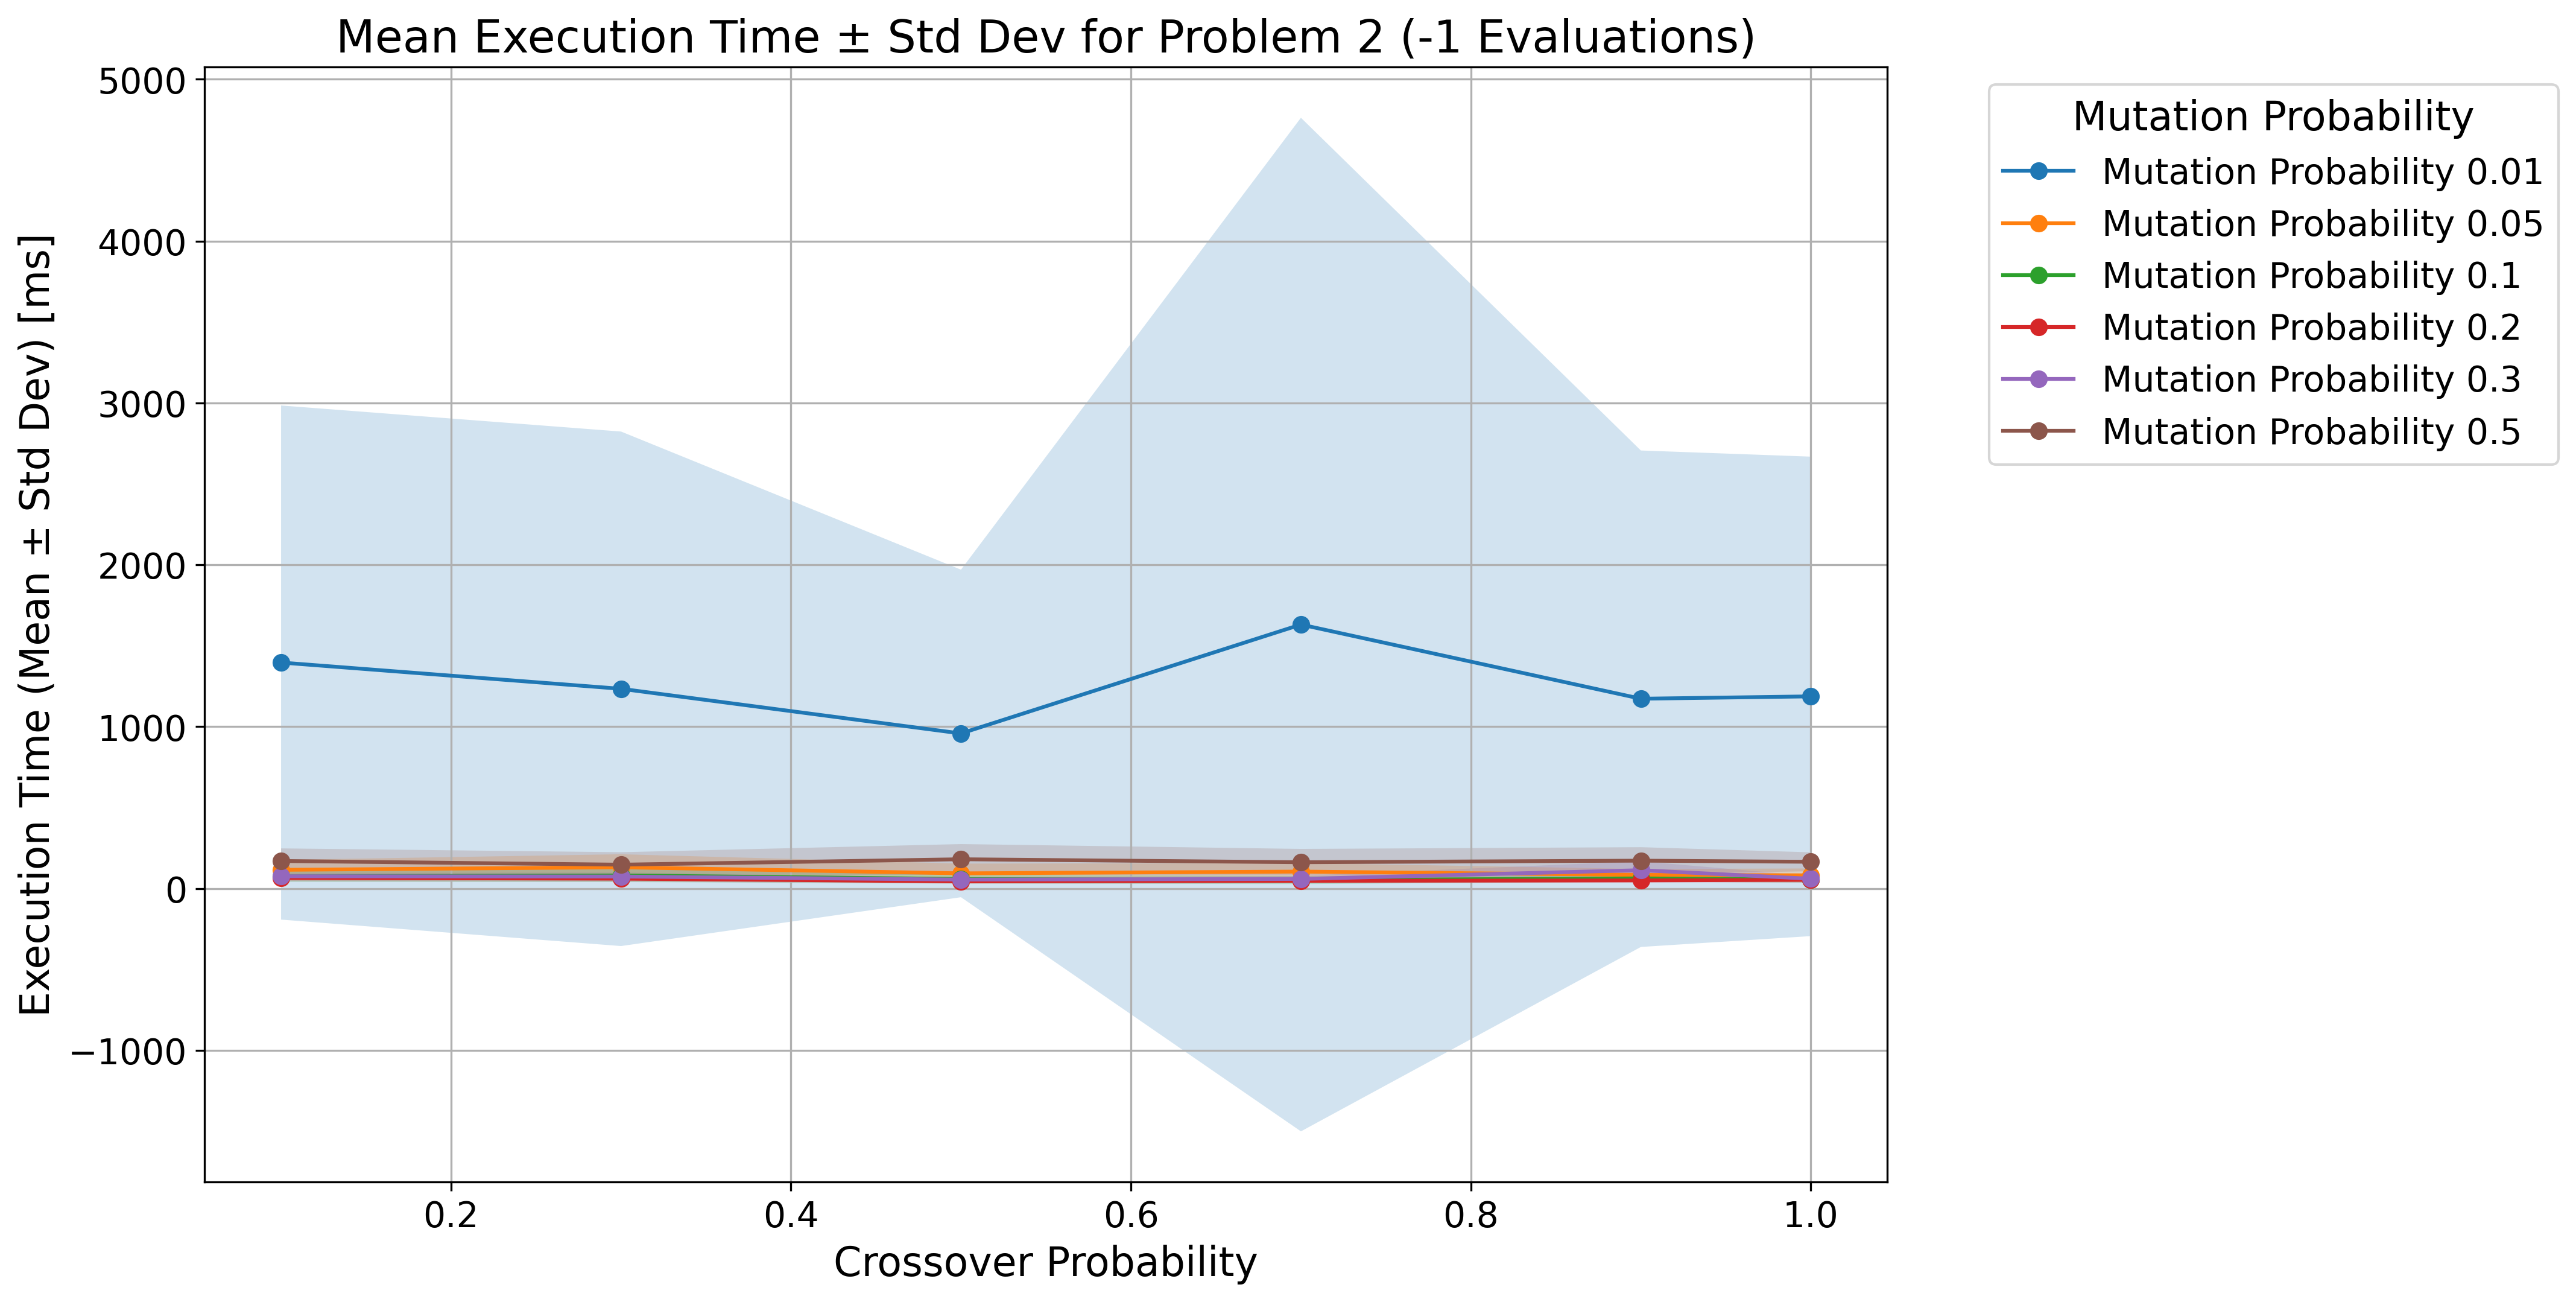 Mean Execution Time ± Std Dev for Problem 2 (-1 Evaluations)
Execution Time (Mean ± Std Dev) [ms]
5000
4000
3000
2000
1000
0
−1000
0.2
0.4
0.6
0.8
1.0
Crossover Probability
Mutation Probability
Mutation Probability 0.01
Mutation Probability 0.05
Mutation Probability 0.1
Mutation Probability 0.2
Mutation Probability 0.3
Mutation Probability 0.5